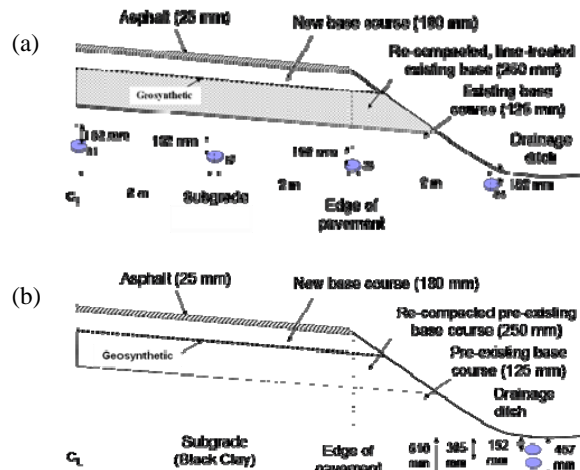 (a)
Asphalt (25 mm)
New base course (180 mm)
Re-compacted, lime-treated
existing base (250 mm)
Geosynthetic
Existing base
course (125 mm)
Drainage
ditch
152 mm
152 mm
152 mm
152 mm
CL
2 m
Subgrade
2 m
Edge of
pavement
2 m
(b)
Asphalt (25 mm)
New base course (180 mm)
Re-compacted pre-existing
base course (250 mm)
Geosynthetic
Pre-existing base
course (125 mm)
Drainage
ditch
CL
Subgrade
(Black Clay)
Edge of
pavement
610
mm
305
mm
152
mm
457
mm